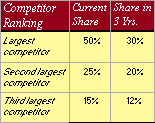 Competitor Current Share in
Ranking Share 3 Yrs.
Largest 50% 30%
competitor
Second largest 25% 20%
competitor
Third largest 15% 12%
competitor